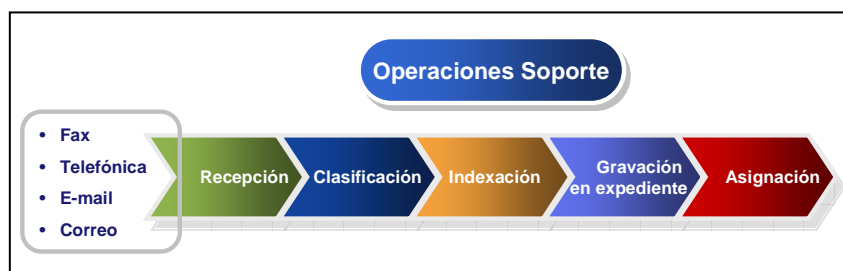 Operaciones Soporte
• Fax
• Telefónica
• E-mail
• Correo
Recepción
Clasificación
Indexación
Gravación
en expediente
Asignación